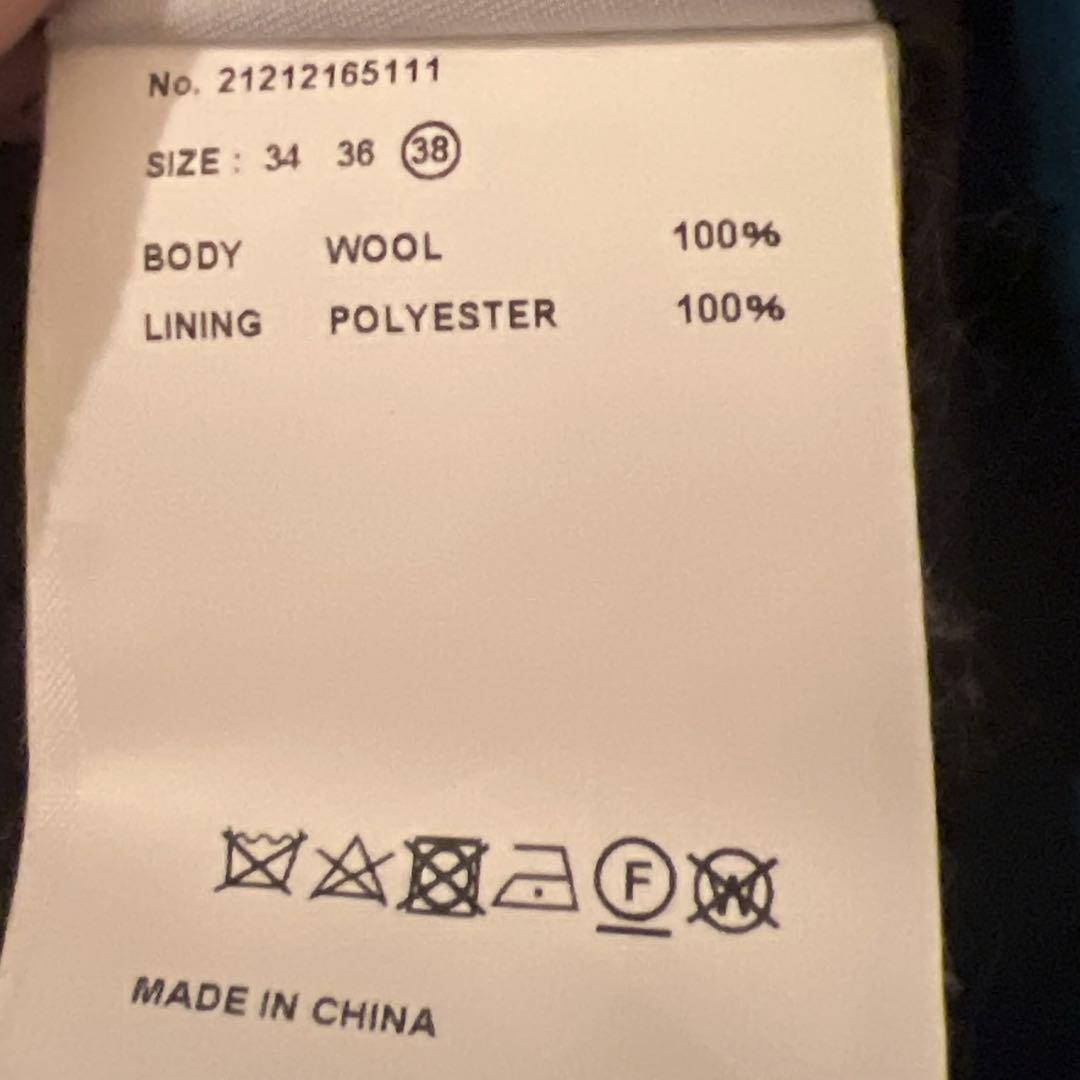 No. 21212165111
SIZE : 34 36 38
BODY WOOL 100%
LINING POLYESTER 100%
F W
MADE IN CHINA